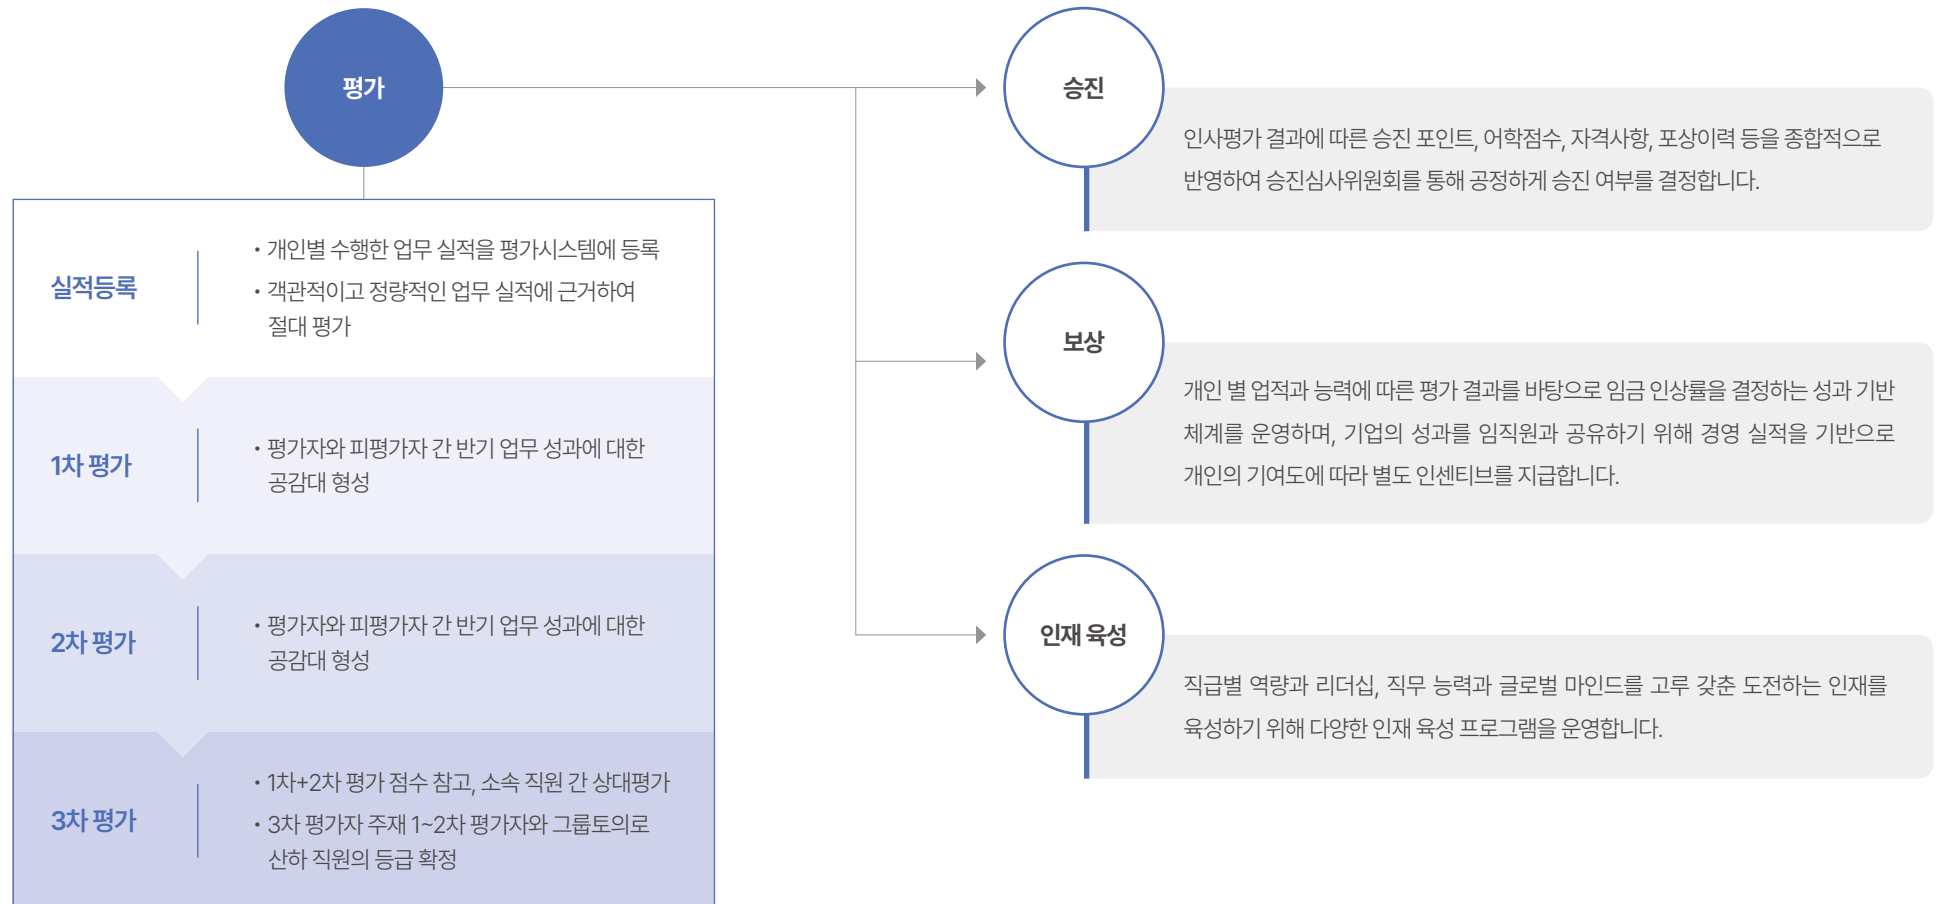 평가
실적등록
• 개인별 수행한 업무 실적을 평가시스템에 등록
• 객관적이고 정량적인 업무 실적에 근거하여
절대 평가
1차 평가
• 평가자와 피평가자 간 반기 업무 성과에 대한
공감대 형성
2차 평가
• 평가자와 피평가자 간 반기 업무 성과에 대한
공감대 형성
3차 평가
• 1차+2차 평가 점수 참고, 소속 직원 간 상대평가
• 3차 평가자 주재 1~2차 평가자와 그룹토의로
산하 직원의 등급 확정
승진
인사평가 결과에 따른 승진 포인트, 어학점수, 자격사항, 포상이력 등을 종합적으로
반영하여 승진심사위원회를 통해 공정하게 승진 여부를 결정합니다.
보상
개인 별 업적과 능력에 따른 평가 결과를 바탕으로 임금 인상률을 결정하는 성과 기반
체계를 운영하며, 기업의 성과를 임직원과 공유하기 위해 경영 실적을 기반으로
개인의 기여도에 따라 별도 인센티브를 지급합니다.
인재 육성
직급별 역량과 리더십, 직무 능력과 글로벌 마인드를 고루 갖춘 도전하는 인재를
육성하기 위해 다양한 인재 육성 프로그램을 운영합니다.